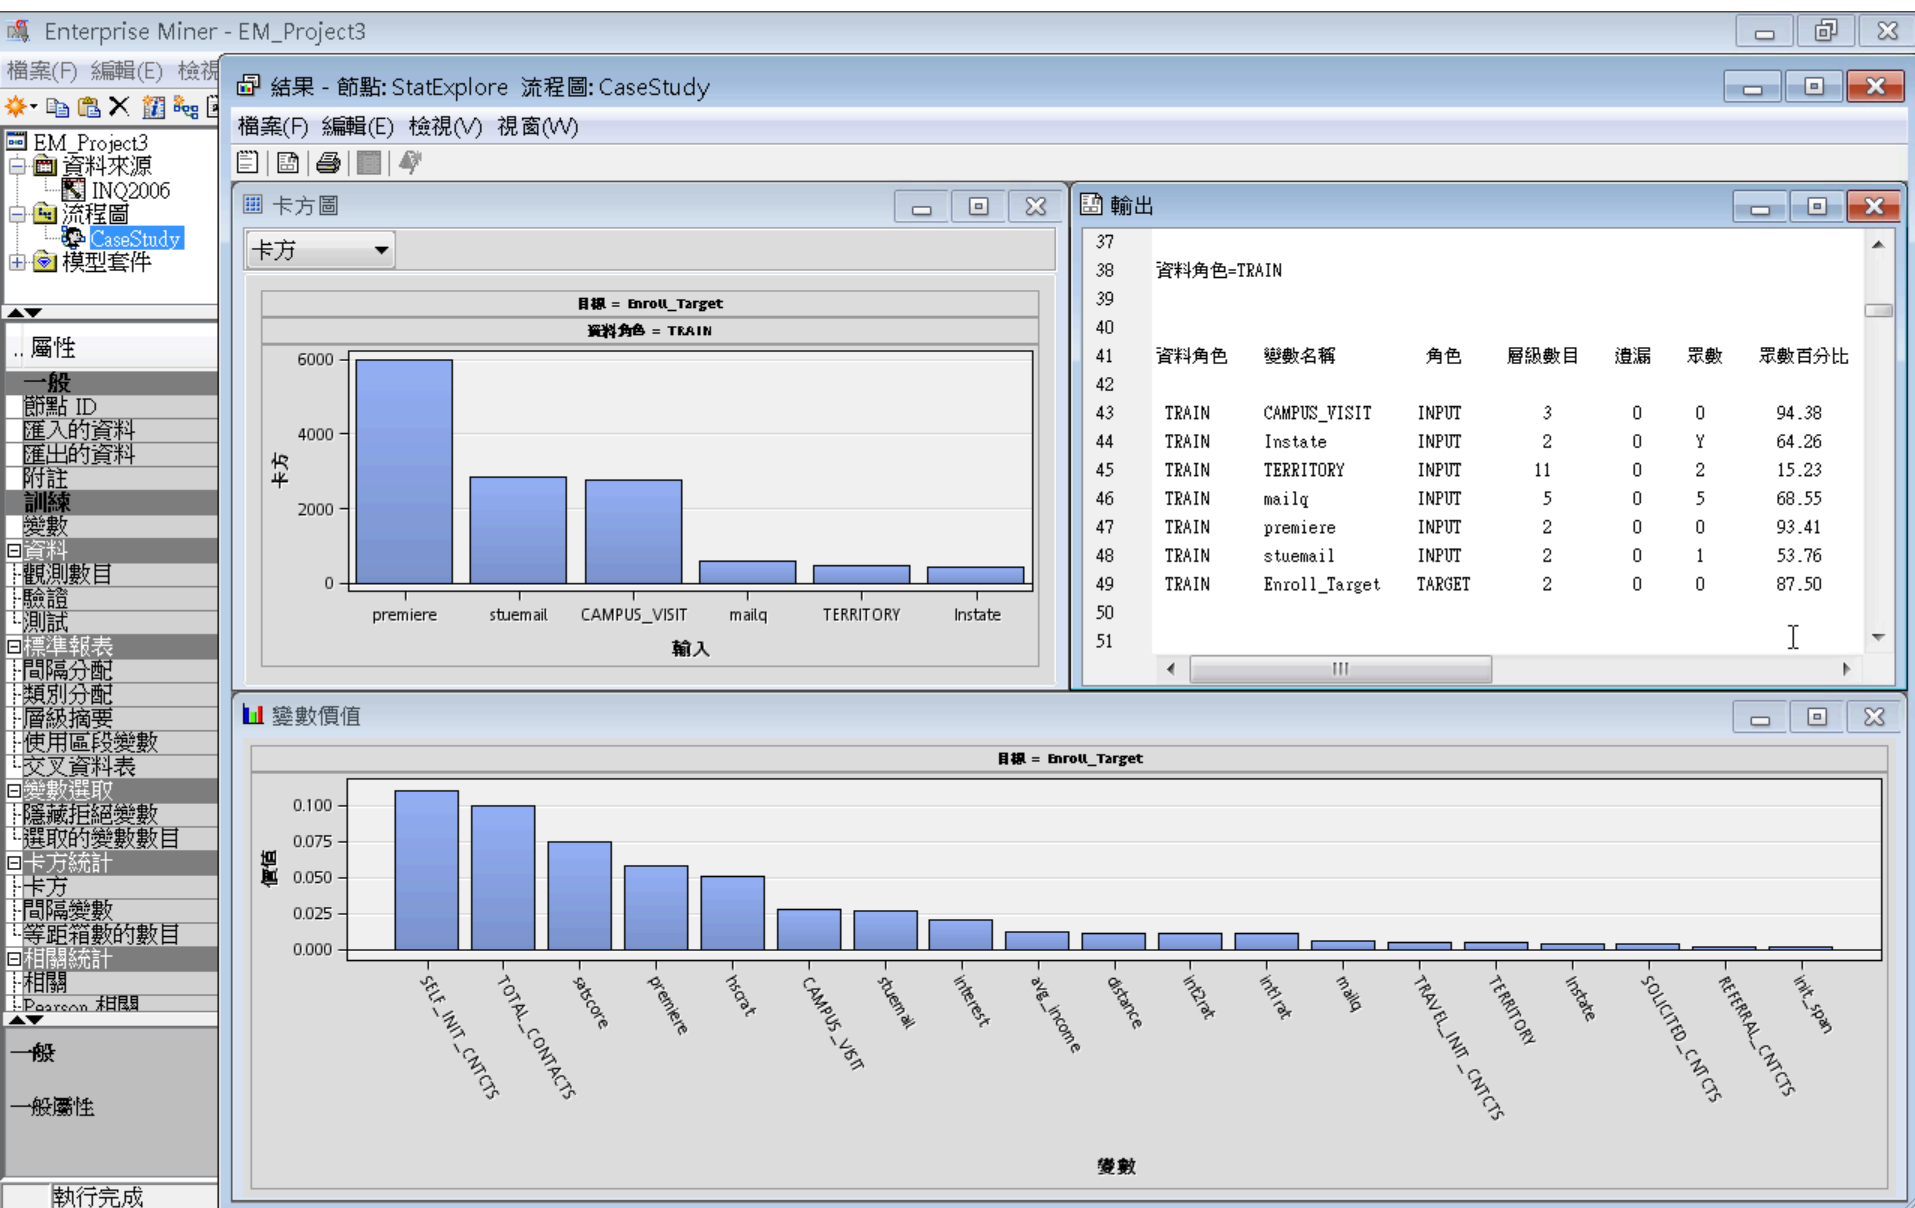 Enterprise Miner - EM_Project3
檔案(F) 編輯(E) 檢視
EM_Project3
資料來源
INQ2006
流程圖
CaseStudy
模型套件
.. 屬性
一般
節點 ID
匯入的資料
匯出的資料
附註
訓練
變數
資料
觀測數目
驗證
測試
標準報表
間隔分配
類別分配
層級摘要
使用區段變數
交叉資料表
變數選取
隱藏拒絕變數
選取的變數數目
卡方統計
卡方
間隔變數
等距箱數的數目
相關統計
相關
Pearson 相關
一般
一般屬性
執行完成
結果 - 節點: StatExplore 流程圖: CaseStudy
檔案(F) 編輯(E) 檢視(V) 視窗(W)
卡方圖
卡方
目標 = Enroll_Target
資料角色 = TRAIN
6000
4000
2000
0
卡方
premiere stuemail CAMPUS_VISIT mailq TERRITORY Instate
輸入
輸出
37
38 資料角色=TRAIN
39
40
41 資料角色 變數名稱 角色 層級數目 遺漏 眾數 眾數百分比
42
43 TRAIN CAMPUS_VISIT INPUT 3 0 0 94.38
44 TRAIN Instate INPUT 2 0 Y 64.26
45 TRAIN TERRITORY INPUT 11 0 2 15.23
46 TRAIN mailq INPUT 5 0 5 68.55
47 TRAIN premiere INPUT 2 0 0 93.41
48 TRAIN stuemail INPUT 2 0 1 53.76
49 TRAIN Enroll_Target TARGET 2 0 0 87.50
50
51
變數價值
目標 = Enroll_Target
0.100
0.075
0.050
0.025
0.000
價值
SELF_INIT_CNTCTS TOTAL_CONTACTS satscore premiere hscrat CAMPUS_VISIT stuemail interest avg_income distance int2rat int1rat mailq TRAVEL_INIT_CNTCTS TERRITORY Instate SOLICITED_CNTCTS REFERRAL_CNTCTS init_span
變數